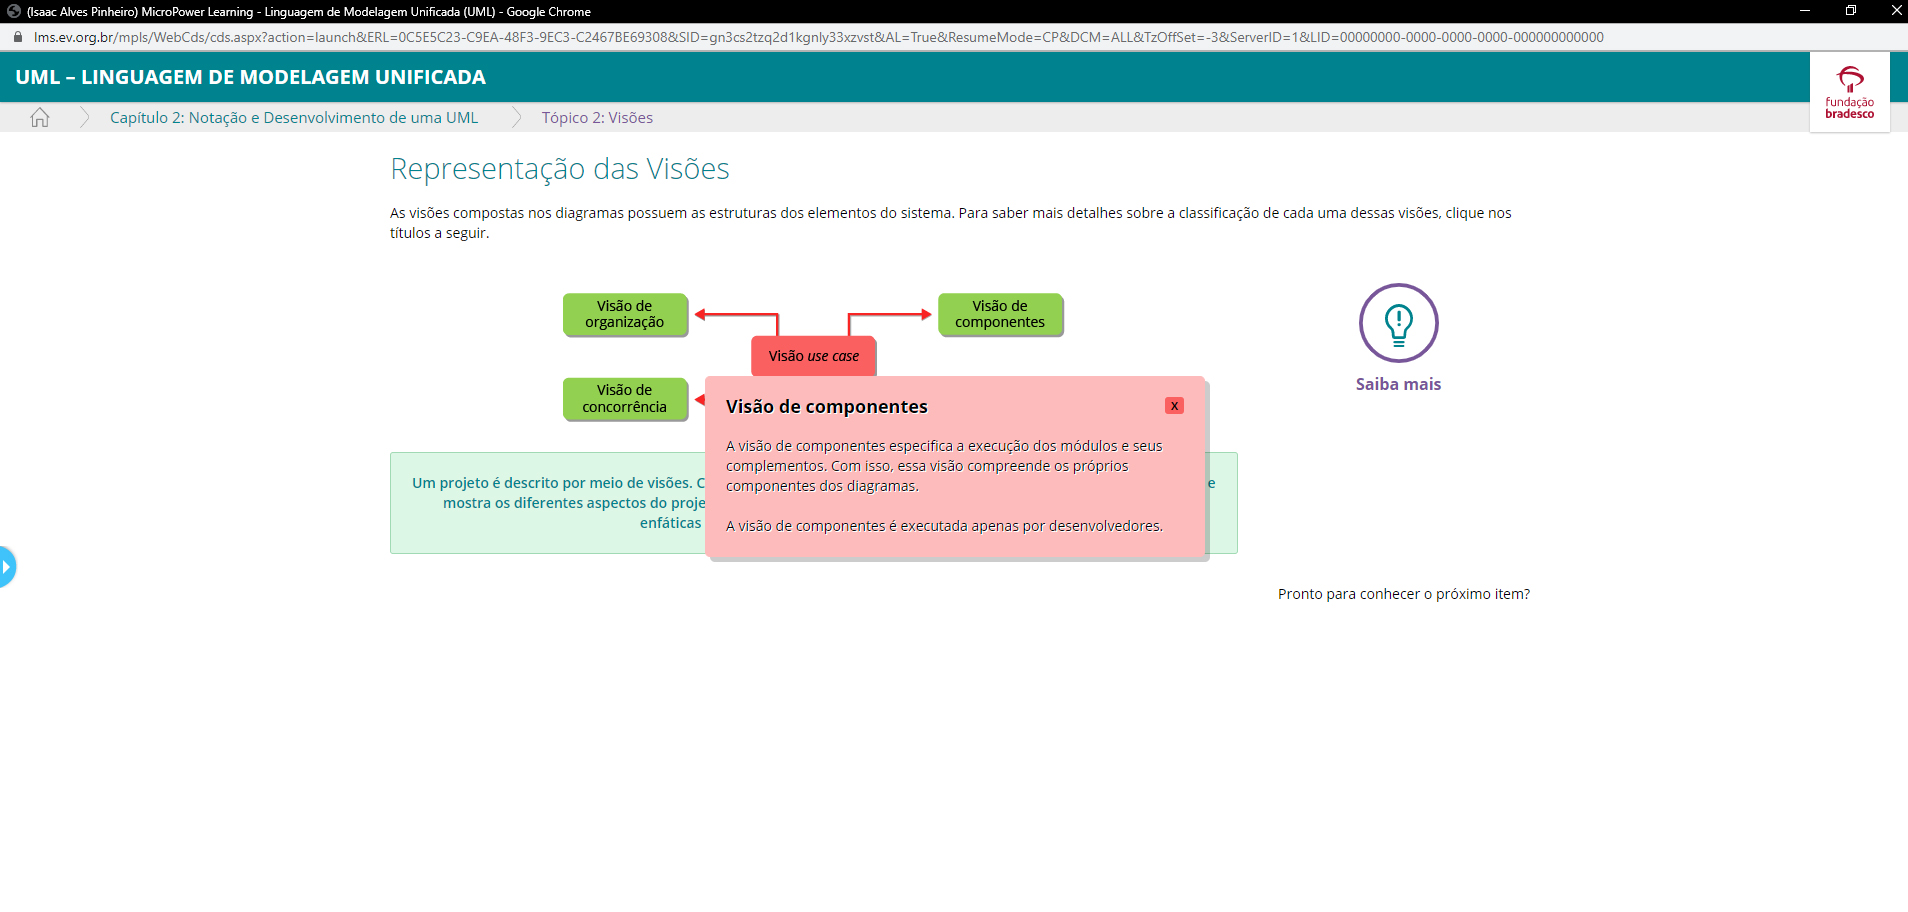 (Isaac Alves Pinheiro) MicroPower Learning - Linguagem de Modelagem Unificada (UML) - Google Chrome
lms.ev.org.br/mpls/WebCds/cds.aspx?action=launch&ERL=0C5E5C23-C9EA-48F3-9EC3-C2467BE69308&SID=gn3cs2tzq2d1kgnly33xzvst&AL=True&ResumeMode=CP&DCM=ALL&TzOffSet=-3&ServerID=1&LID=00000000-0000-0000-0000-000000000000
UML – LINGUAGEM DE MODELAGEM UNIFICADA
fundação
bradesco
Capítulo 2: Notação e Desenvolvimento de uma UML
Tópico 2: Visões
Representação das Visões
As visões compostas nos diagramas possuem as estruturas dos elementos do sistema. Para saber mais detalhes sobre a classificação de cada uma dessas visões, clique nos
títulos a seguir.
Visão de
organização
Visão de
componentes
Visão use case
Visão de
concorrência
Saiba mais
Visão de componentes
X
A visão de componentes especifica a execução dos módulos e seus
complementos. Com isso, essa visão compreende os próprios
componentes dos diagramas.
A visão de componentes é executada apenas por desenvolvedores.
Um projeto é descrito por meio de visões. C
e
mostra os diferentes aspectos do proje
enfáticas
Pronto para conhecer o próximo item?